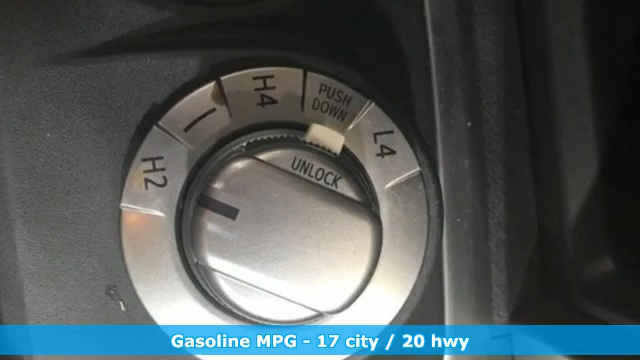 H4
PUSH
DOWN
L4
H2
UNLOCK
Gasoline MPG - 17 city / 20 hwy